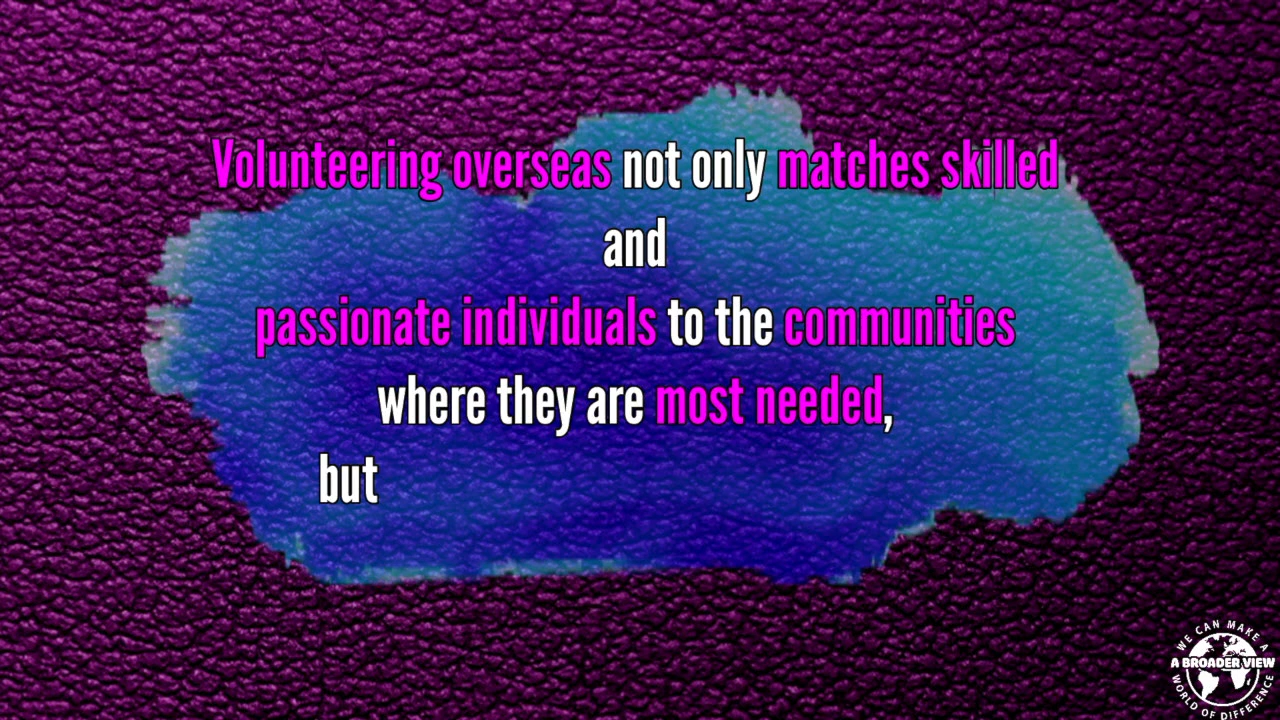 Volunteering overseas not only matches skilled
and
passionate individuals to the communities
where they are most needed,
but
WE CAN MAKE A
A BROADER VIEW
WORLD OF DIFFERENCE